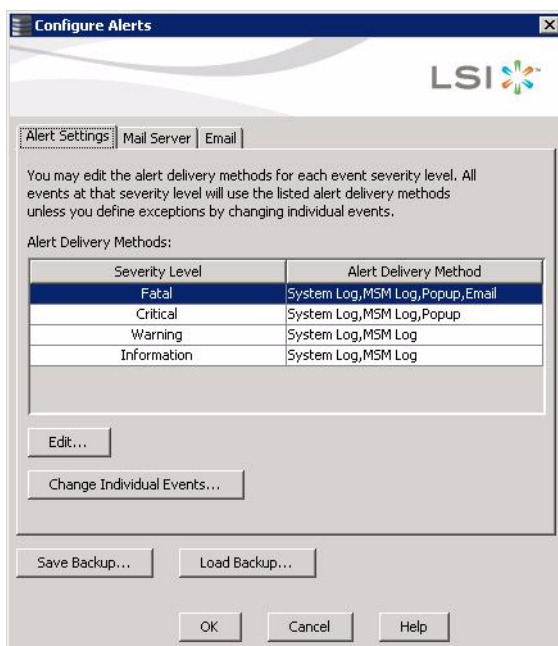 Configure Alerts
LSI
Alert Settings Mail Server Email
You may edit the alert delivery methods for each event severity level. All
events at that severity level will use the listed alert delivery methods
unless you define exceptions by changing individual events.
Alert Delivery Methods:
Severity Level Alert Delivery Method
Fatal System Log,MSM Log,Popup,Email
Critical System Log,MSM Log,Popup
Warning System Log,MSM Log
Information System Log,MSM Log
Edit...
Change Individual Events...
Save Backup... Load Backup...
OK Cancel Help